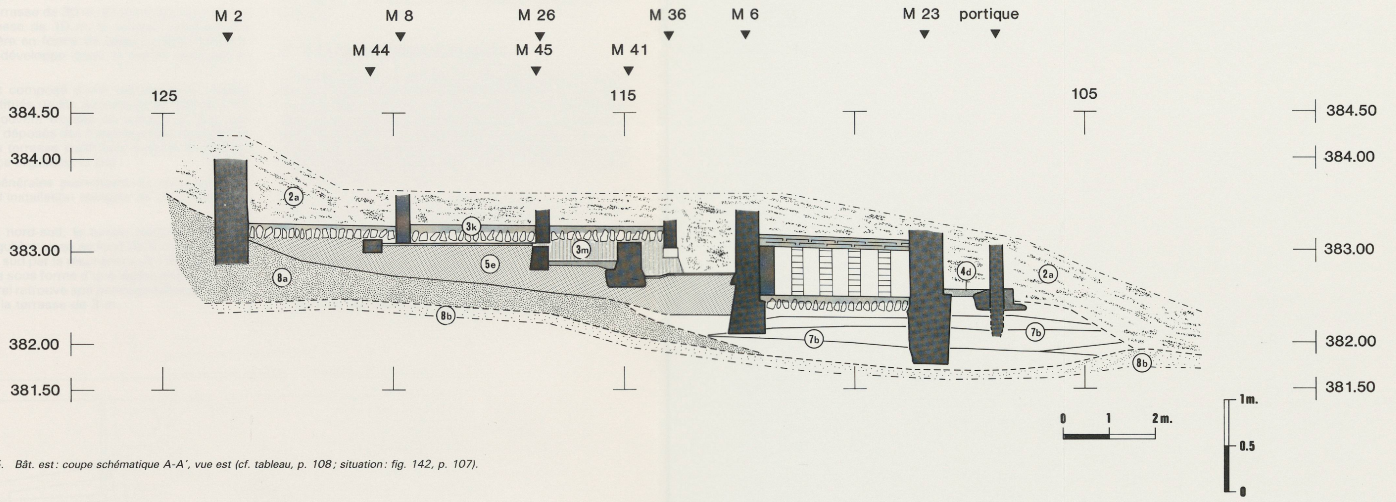 M 2 M 8 M 26 M 36 M 6 M 23 portique
M 44 M 45 M 41
125 115 105
384.50 384.50
384.00 384.00
2a
3k
383.00 383.00
3m
5e 4d 2a
8a
8b
382.00 7b 7b 382.00
8b
381.50 381.50
1 m.
0 1 2 m.
0.5
0
Bât. est : coupe schématique A-A′, vue est (cf. tableau, p. 108 ; situation : fig. 142, p. 107).